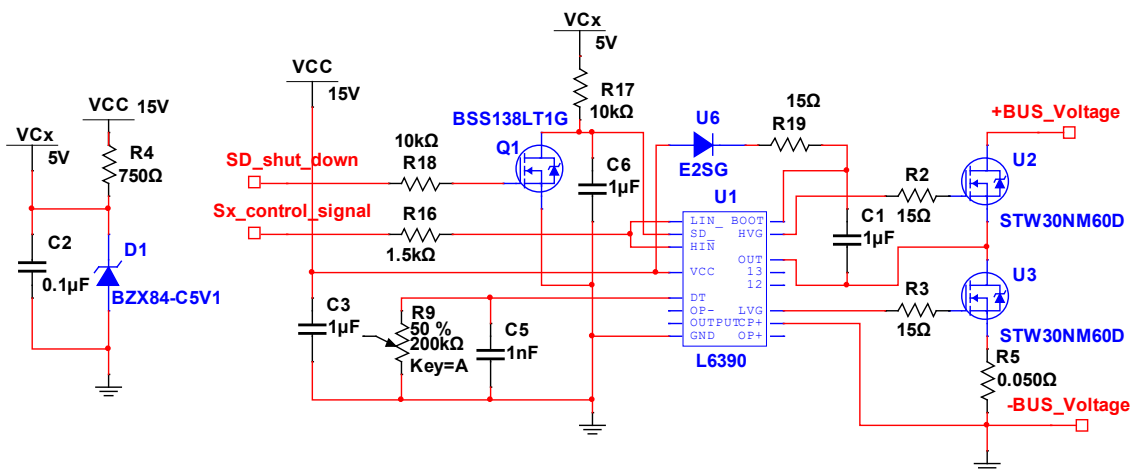 VCx
5V
VCC
15V
R4
750Ω
C2
0.1µF
D1
BZX84-C5V1
VCC
15V
SD_shut_down
10kΩ
R18
Sx_control_signal
R16
1.5kΩ
BSS138LT1G
Q1
VCx
5V
R17
10kΩ
C6
1µF
C3
1µF
R9
50 %
200kΩ
Key=A
C5
1nF
U6
E2SG
15Ω
R19
U1
LIN
SD
HIN
VCC
DT
OP-
OUTPUT
GND
BOOT
HVG
OUT
13
12
LVG
CP+
OP+
L6390
C1
1µF
R2
15Ω
R3
15Ω
+BUS_Voltage
U2
STW30NM60D
U3
STW30NM60D
R5
0.050Ω
-BUS_Voltage